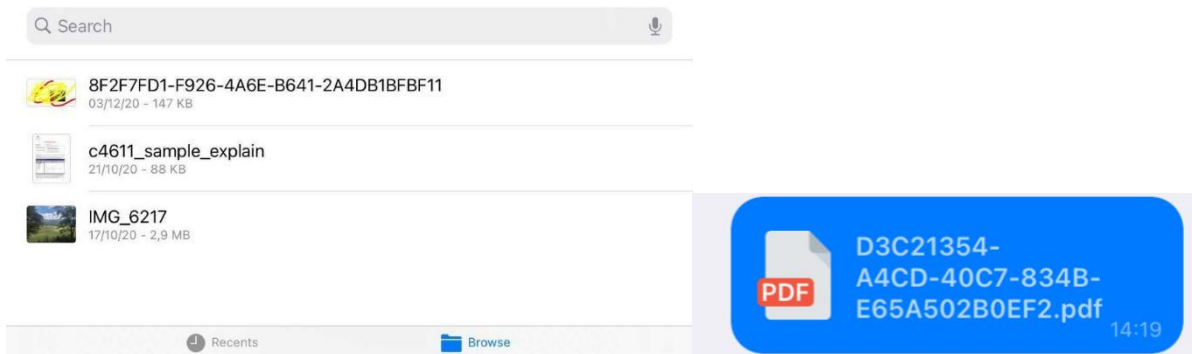 Search
8F2F7FD1-F926-4A6E-B641-2A4DB1BFBF11
03/12/20 - 147 KB
c4611_sample_explain
21/10/20 - 88 KB
IMG_6217
17/10/20 - 2,9 MB
Recents
Browse
PDF
D3C21354-
A4CD-40C7-834B-
E65A502B0EF2.pdf
14:19